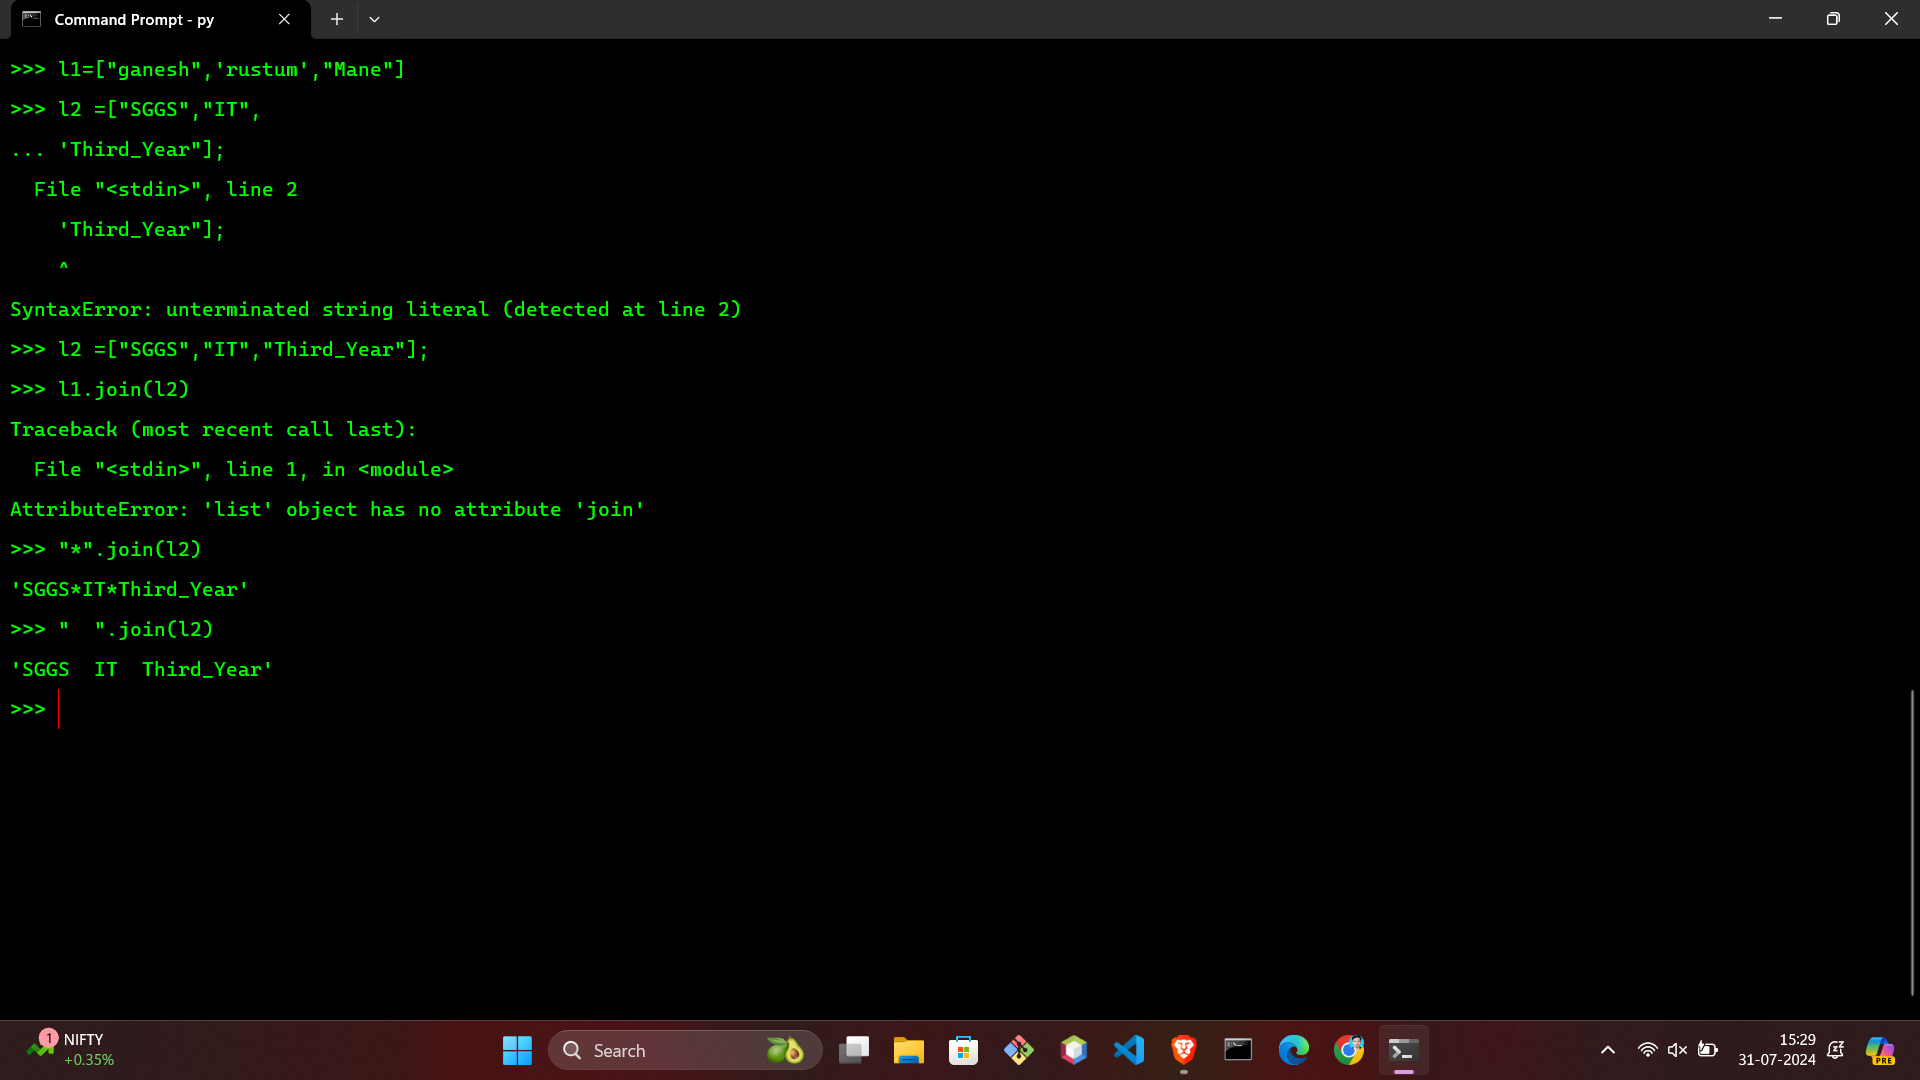 Command Prompt - py
>>> l1=["ganesh",'rustum',"Mane"]
>>> l2 =["SGGS","IT",
... 'Third_Year"];
  File "<stdin>", line 2
    'Third_Year"];
    ^
SyntaxError: unterminated string literal (detected at line 2)
>>> l2 =["SGGS","IT","Third_Year"];
>>> l1.join(l2)
Traceback (most recent call last):
  File "<stdin>", line 1, in <module>
AttributeError: 'list' object has no attribute 'join'
>>> "*".join(l2)
'SGGS*IT*Third_Year'
>>> "  ".join(l2)
'SGGS  IT  Third_Year'
>>>
1
NIFTY
+0.35%
Search
15:29
31-07-2024
PRE